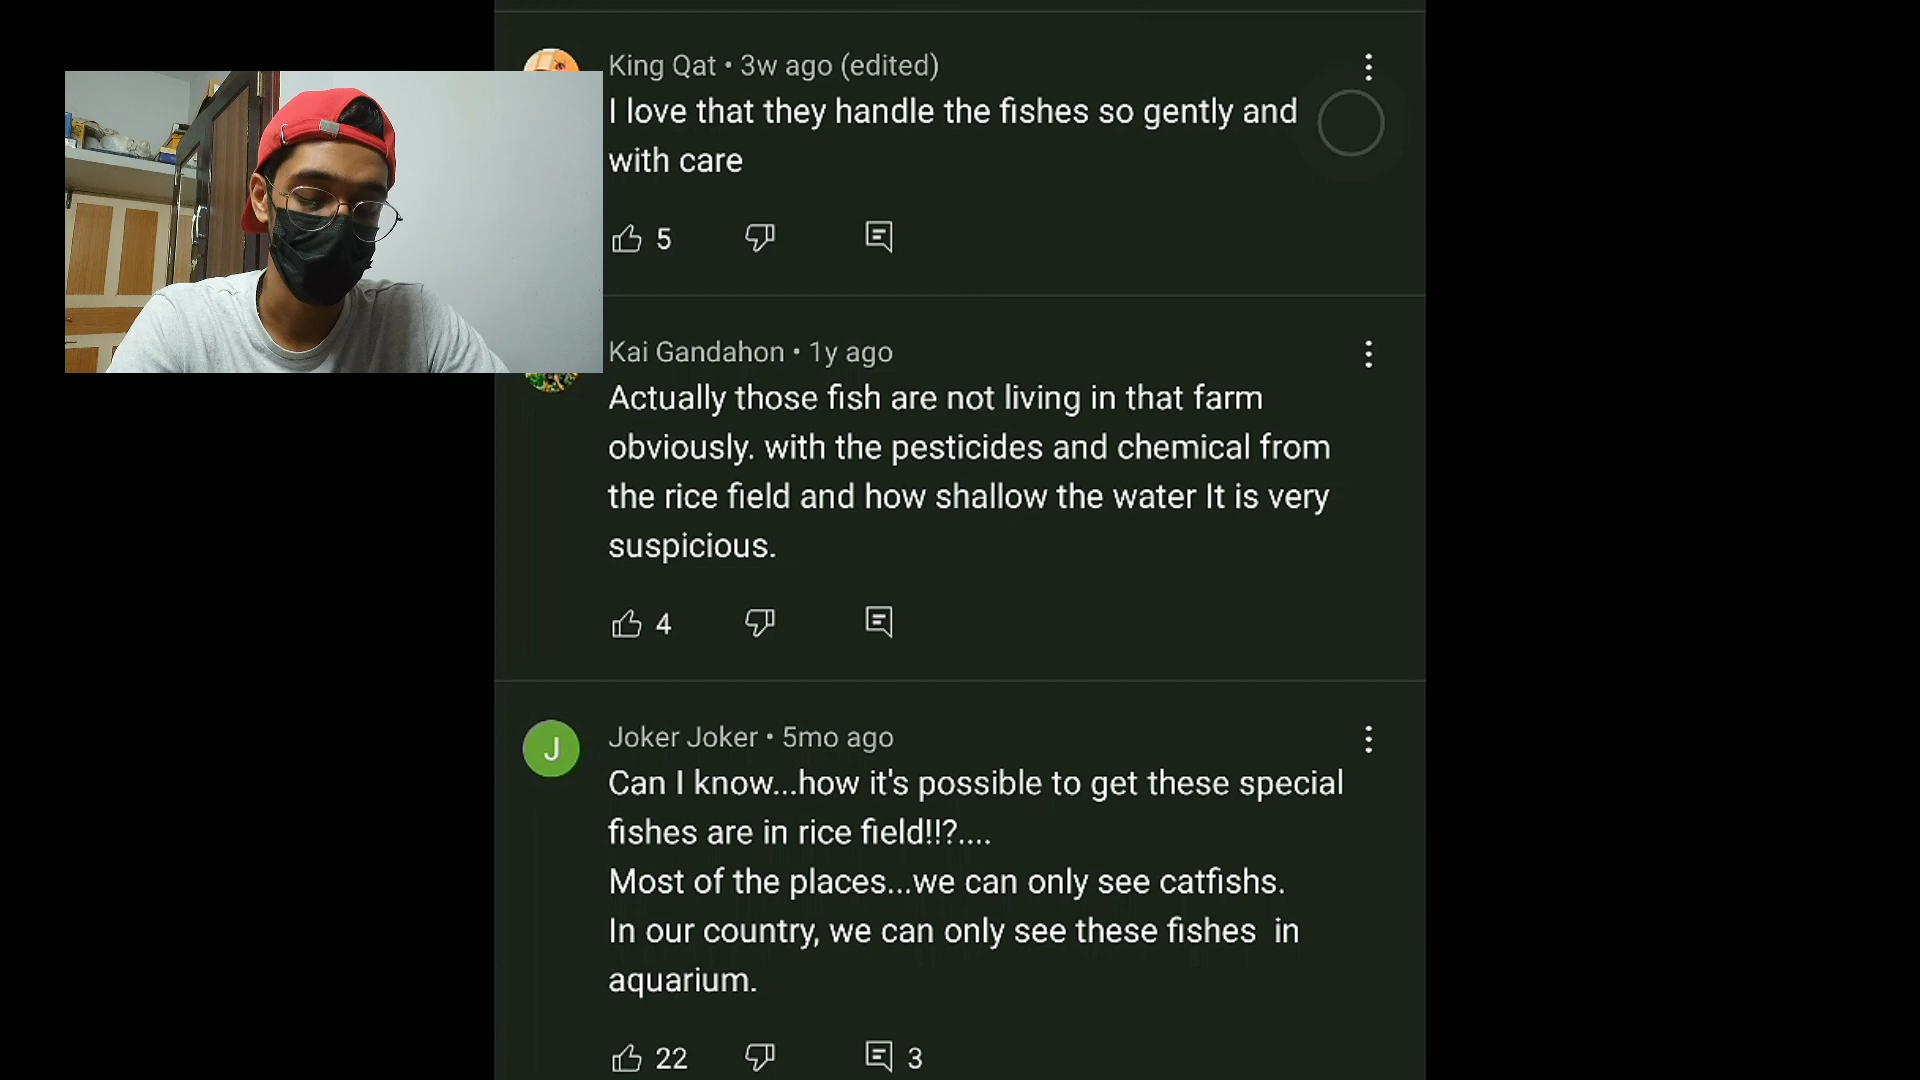 King Qat • 3w ago (edited)
I love that they handle the fishes so gently and
with care
5
Kai Gandahon • 1y ago
Actually those fish are not living in that farm
obviously. with the pesticides and chemical from
the rice field and how shallow the water It is very
suspicious.
4
J
Joker Joker • 5mo ago
Can I know...how it's possible to get these special
fishes are in rice field!!?....
Most of the places...we can only see catfishs.
In our country, we can only see these fishes  in
aquarium.
22
3